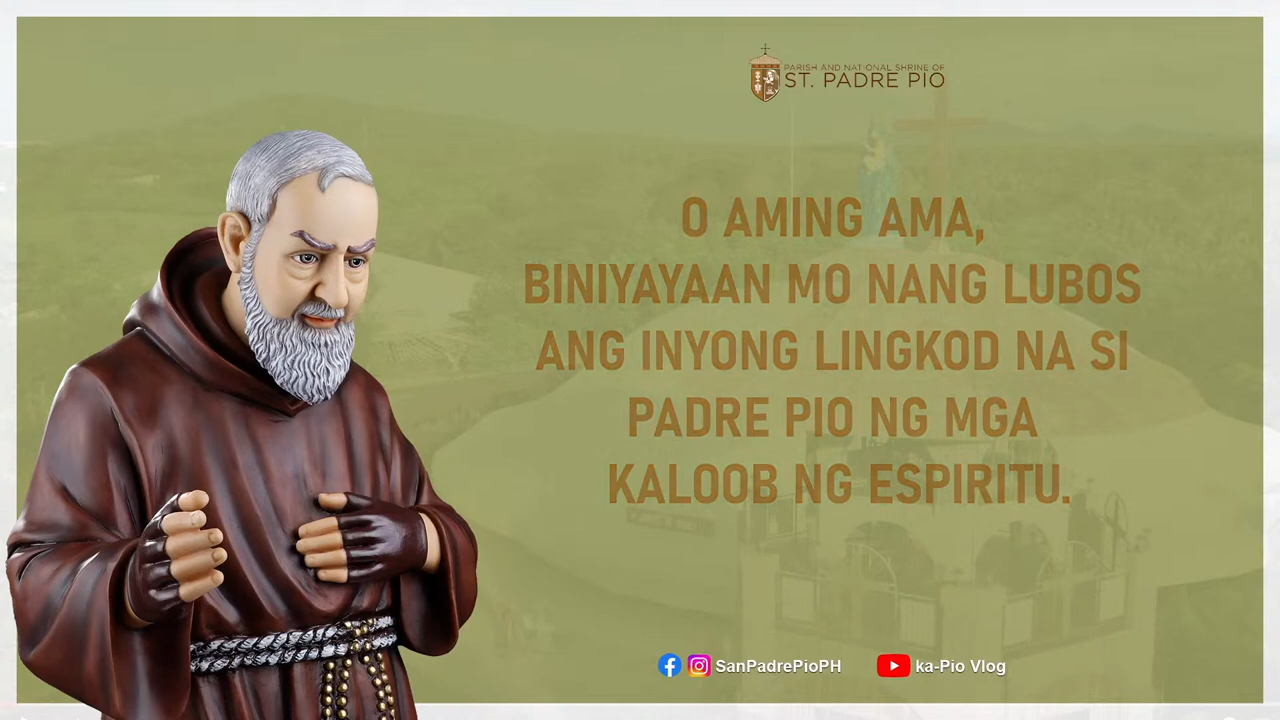 PARISH AND NATIONAL SHRINE OF
ST. PADRE PIO
O AMING AMA,
BINIYAYAAN MO NANG LUBOS
ANG INYONG LINGKOD NA SI
PADRE PIO NG MGA
KALOOB NG ESPIRITU.
SanPadrePioPH ka-Pio Vlog